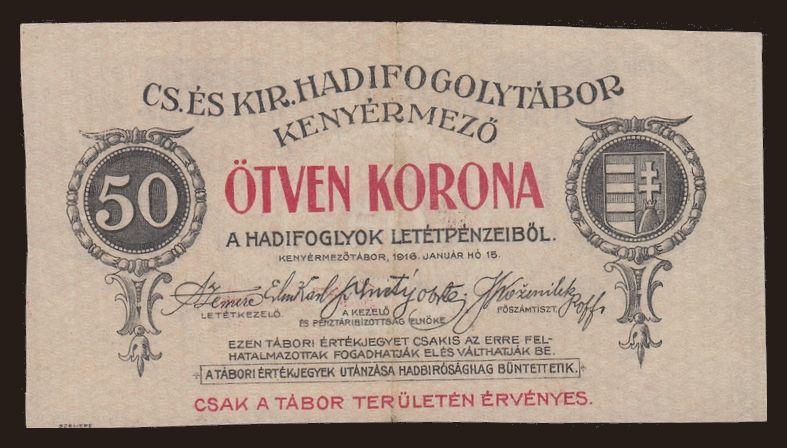 CS. ÉS KIR. HADIFOGOLYTÁBOR
KENYÉRMEZŐ
50
ÖTVEN KORONA
A HADIFOGLYOK LETÉTPÉNZEIBŐL.
KENYÉRMEZŐTÁBOR, 1916. JANUÁR HÓ 15.
LETÉTKEZELŐ.
A KEZELŐ
ÉS PÉNZTÁRIBIZOTTSÁG ELNÖKE
FŐSZÁMTISZT.
EZEN TÁBORI ÉRTÉKJEGYET CSAKIS AZ ERRE FEL-
HATALMAZOTTAK FOGADHATJÁK EL ÉS VÁLTHATJÁK BE.
A TÁBORI ÉRTÉKJEGYEK UTÁNZÁSA HADBIRÓSÁGILAG BÜNTETTETIK.
CSAK A TÁBOR TERÜLETÉN ÉRVÉNYES.